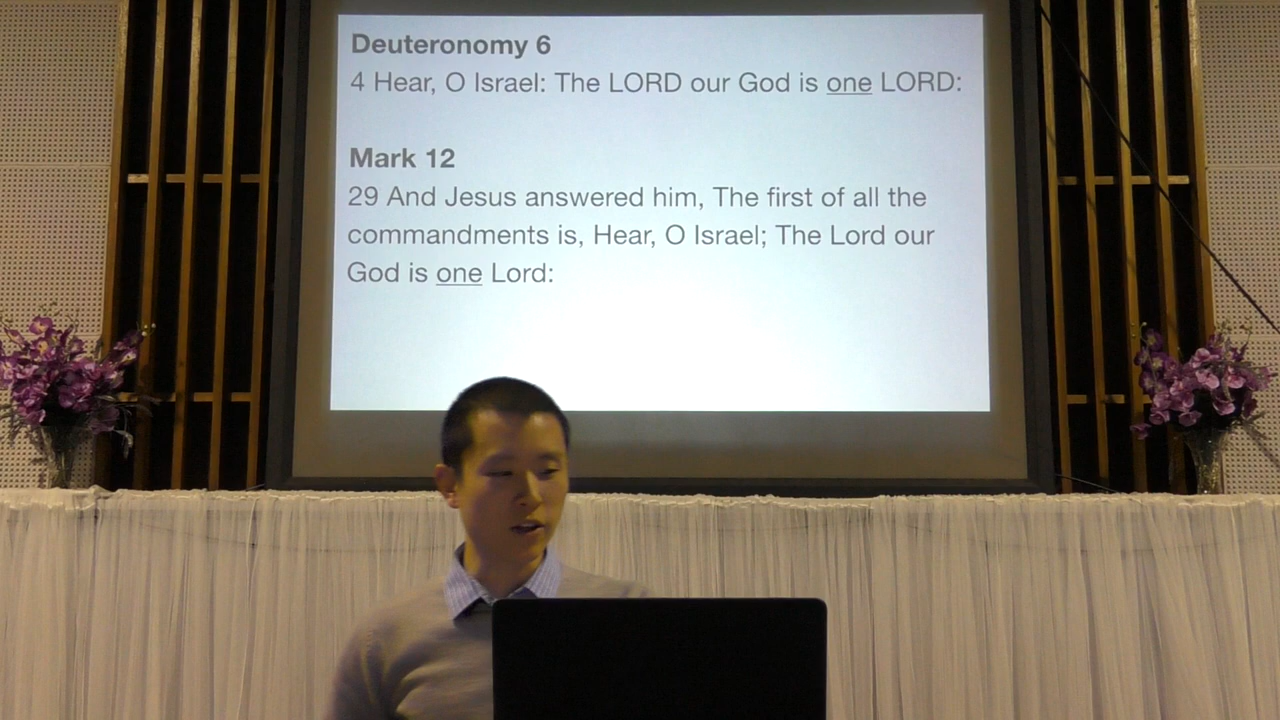 Deuteronomy 6
4 Hear, O Israel: The LORD our God is one LORD:
Mark 12
29 And Jesus answered him, The first of all the
commandments is, Hear, O Israel; The Lord our
God is one Lord: